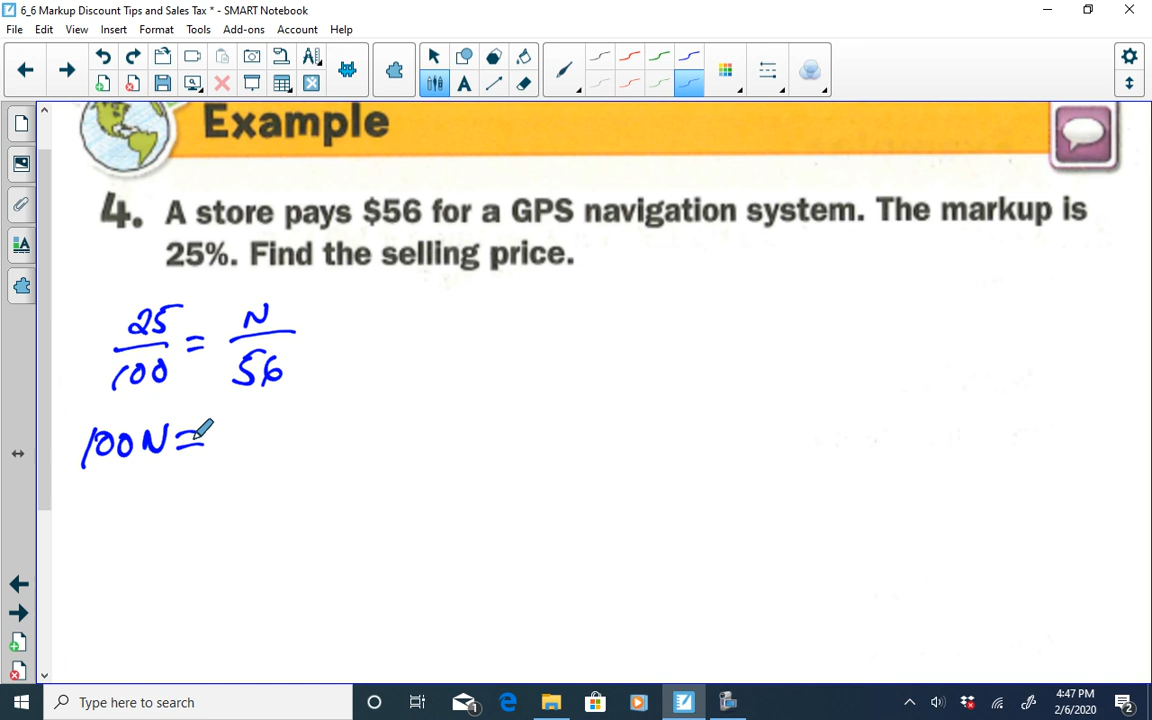 6_6 Markup Discount Tips and Sales Tax * - SMART Notebook
File Edit View Insert Format Tools Add-ons Account Help
Example
4. A store pays $56 for a GPS navigation system. The markup is
25%. Find the selling price.
25/100 = N/56
100N=
Type here to search
1
4:47 PM
2/6/2020
2